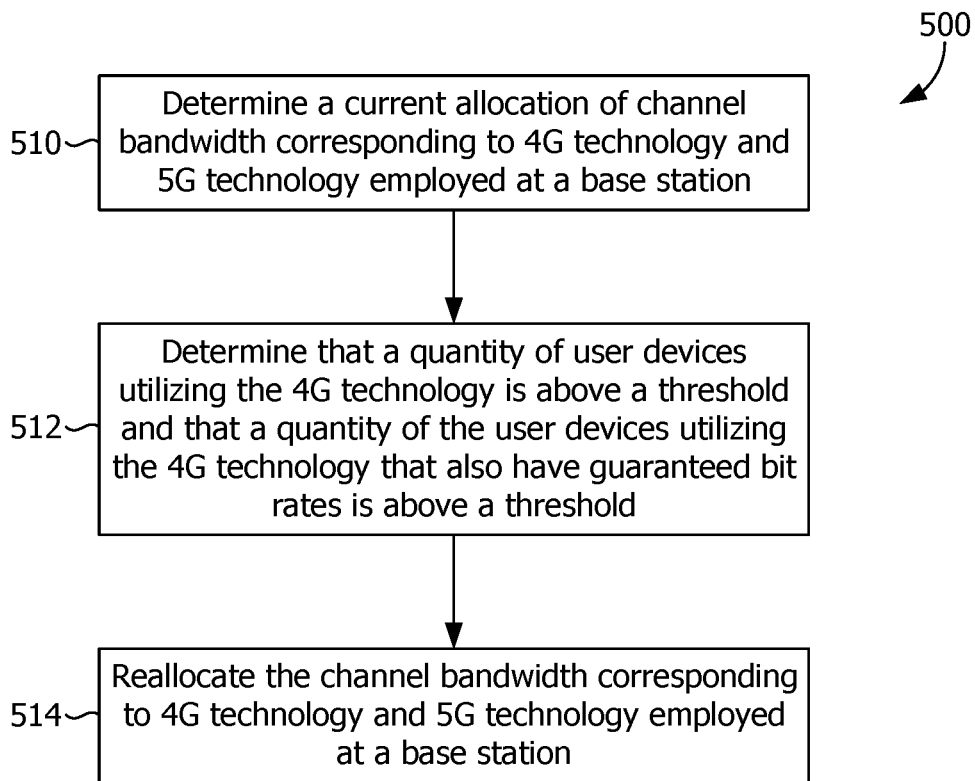 500
510
Determine a current allocation of channel
bandwidth corresponding to 4G technology and
5G technology employed at a base station
512
Determine that a quantity of user devices
utilizing the 4G technology is above a threshold
and that a quantity of the user devices utilizing
the 4G technology that also have guaranteed bit
rates is above a threshold
514
Reallocate the channel bandwidth corresponding
to 4G technology and 5G technology employed
at a base station